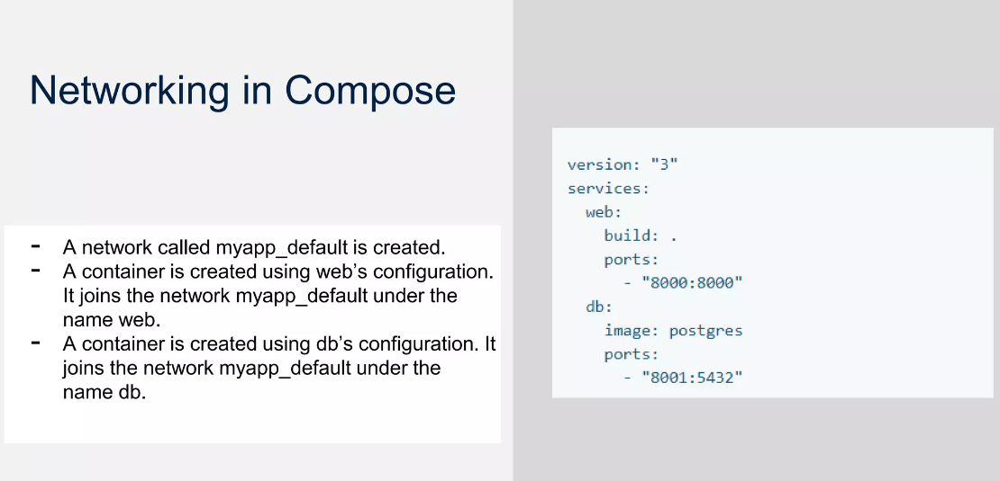 Networking in Compose
- A network called myapp_default is created.
- A container is created using web's configuration.
It joins the network myapp_default under the
name web.
- A container is created using db's configuration. It
joins the network myapp_default under the
name db.
version: "3"
services:
  web:
    build: .
    ports:
      - "8000:8000"
  db:
    image: postgres
    ports:
      - "8001:5432"